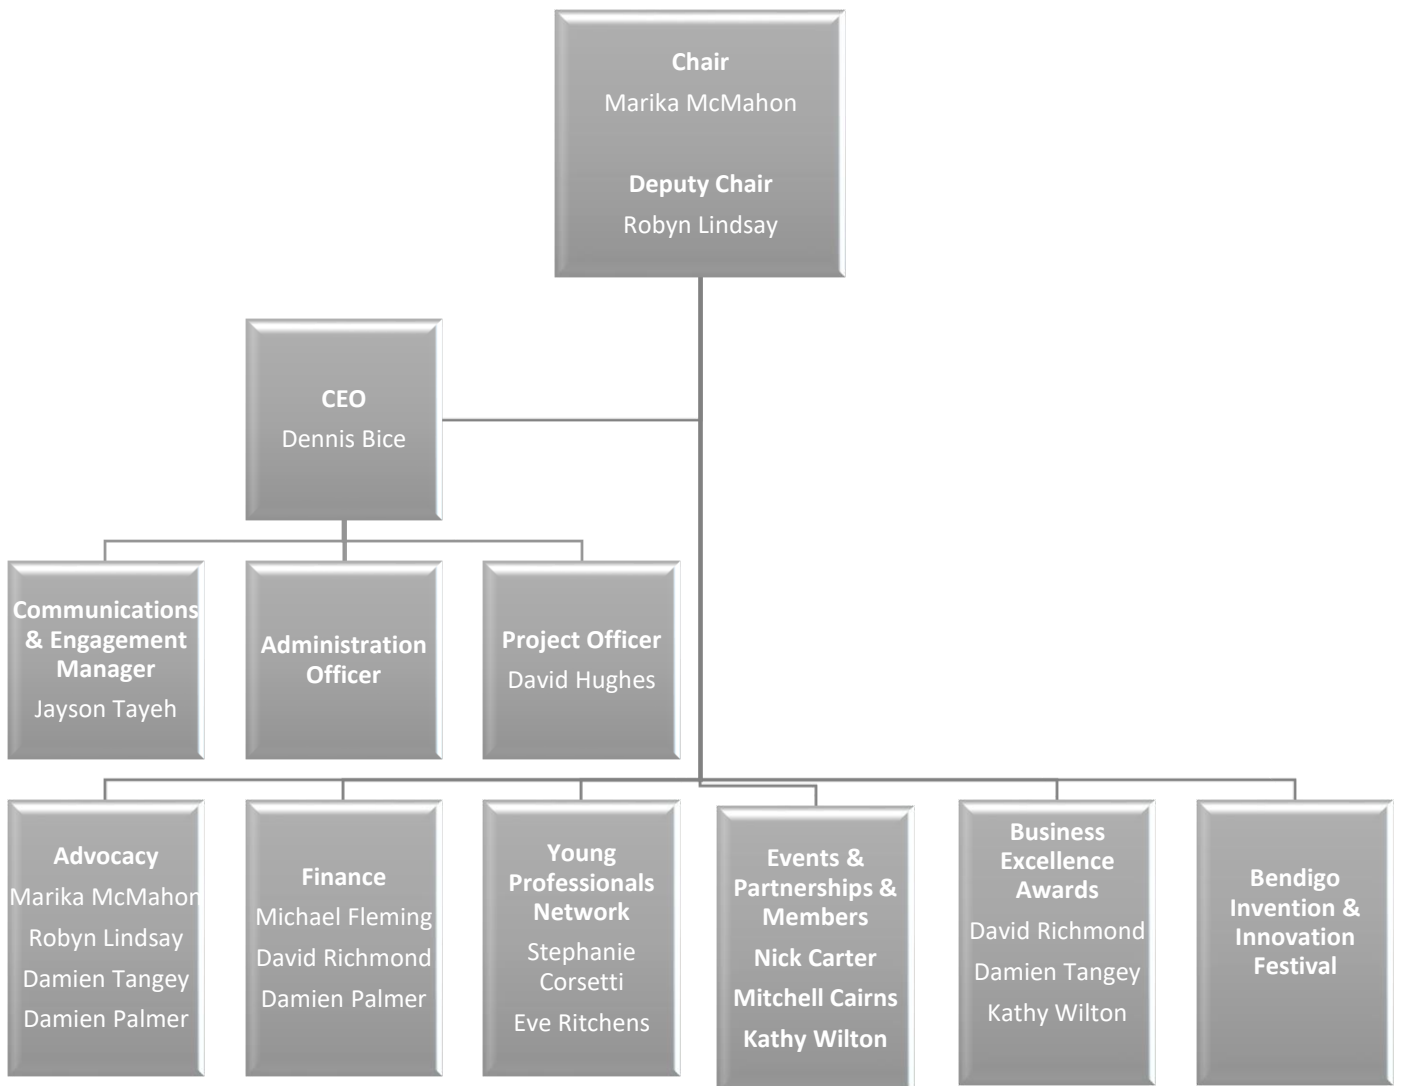 Chair
Marika McMahon
Deputy Chair
Robyn Lindsay
CEO
Dennis Bice
Communications
& Engagement
Manager
Jayson Tayeh
Administration
Officer
Project Officer
David Hughes
Advocacy
Marika McMahon
Robyn Lindsay
Damien Tangey
Damien Palmer
Finance
Michael Fleming
David Richmond
Damien Palmer
Young
Professionals
Network
Stephanie
Corsetti
Eve Ritchens
Events &
Partnerships &
Members
Nick Carter
Mitchell Cairns
Kathy Wilton
Business
Excellence
Awards
David Richmond
Damien Tangey
Kathy Wilton
Bendigo
Invention &
Innovation
Festival